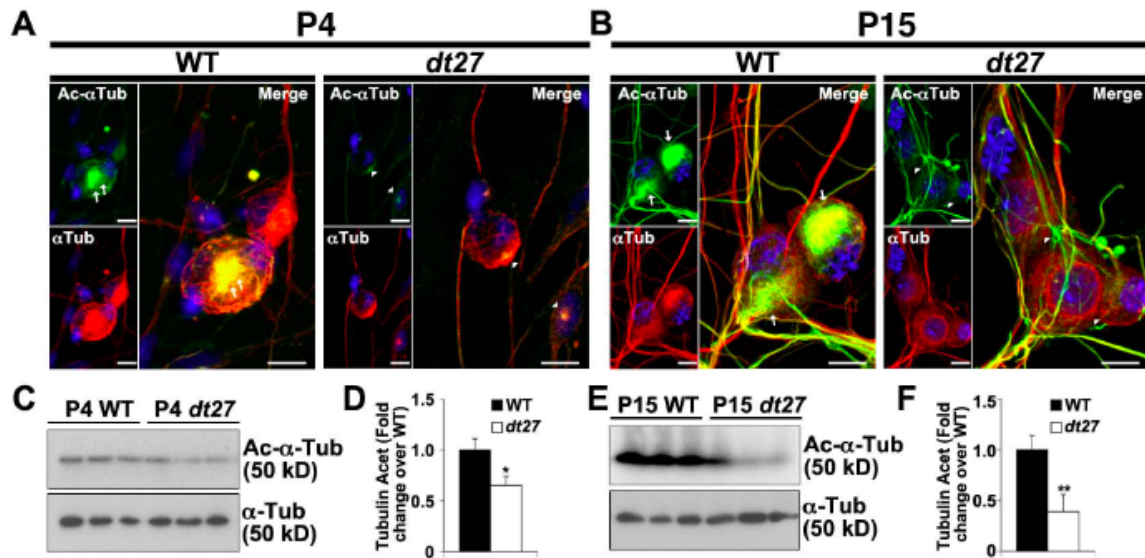 A P4 B P15
WT dt27 WT dt27
Ac-αTub Merge Ac-αTub Merge Ac-αTub Merge Ac-αTub Merge
αTub αTub αTub αTub
C P4 WT P4 dt27
Ac-α-Tub
(50 kD)
α-Tub
(50 kD)
D
Tubulin Acet (Fold
change over WT)
1.5
1.0
0.5
0
WT
dt27
*
E P15 WT P15 dt27
Ac-α-Tub
(50 kD)
α-Tub
(50 kD)
F
Tubulin Acet (Fold
change over WT)
1.5
1.0
0.5
0
WT
dt27
**